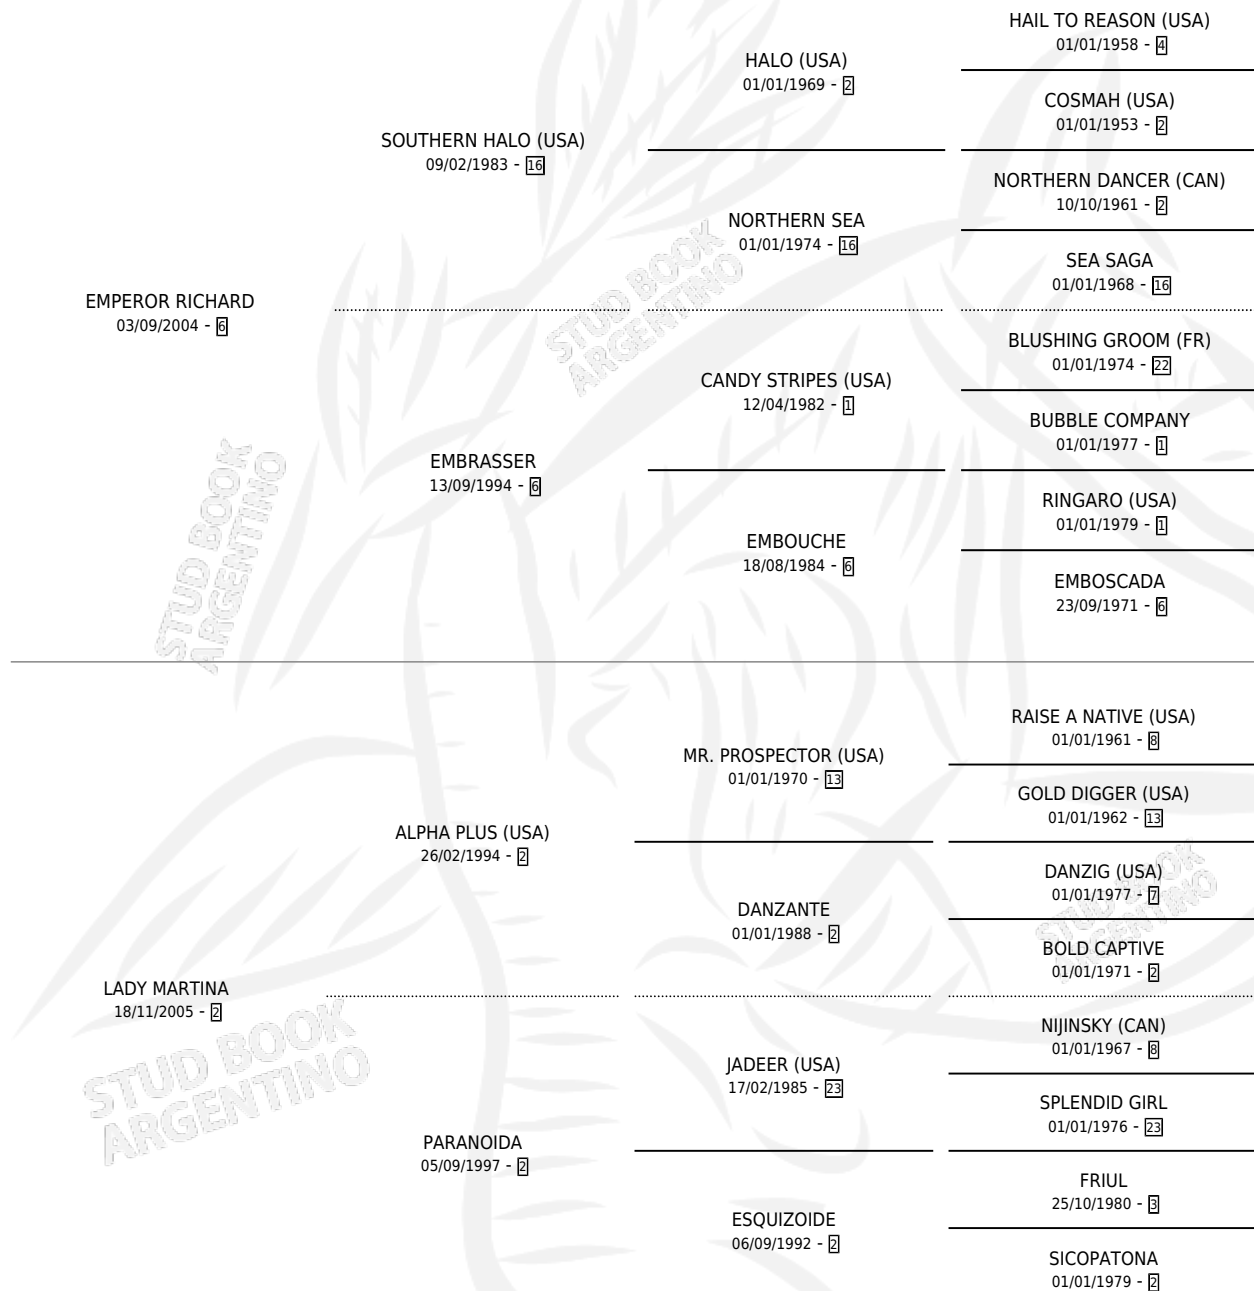 HAIL TO REASON (USA)
01/01/1958 - 4
HALO (USA)
01/01/1969 - 2
COSMAH (USA)
01/01/1953 - 2
SOUTHERN HALO (USA)
09/02/1983 - 16
NORTHERN DANCER (CAN)
10/10/1961 - 2
NORTHERN SEA
01/01/1974 - 16
SEA SAGA
01/01/1968 - 16
EMPEROR RICHARD
03/09/2004 - 6
BLUSHING GROOM (FR)
01/01/1974 - 22
CANDY STRIPES (USA)
12/04/1982 - 1
BUBBLE COMPANY
01/01/1977 - 1
EMBRASSER
13/09/1994 - 6
RINGARO (USA)
01/01/1979 - 1
EMBOUCHE
18/08/1984 - 6
EMBOSCADA
23/09/1971 - 6
RAISE A NATIVE (USA)
01/01/1961 - 8
MR. PROSPECTOR (USA)
01/01/1970 - 13
GOLD DIGGER (USA)
01/01/1962 - 13
ALPHA PLUS (USA)
26/02/1994 - 2
DANZIG (USA)
01/01/1977 - 7
DANZANTE
01/01/1988 - 2
BOLD CAPTIVE
01/01/1971 - 2
LADY MARTINA
18/11/2005 - 2
NIJINSKY (CAN)
01/01/1967 - 8
JADEER (USA)
17/02/1985 - 23
SPLENDID GIRL
01/01/1976 - 23
PARANOIDA
05/09/1997 - 2
FRIUL
25/10/1980 - 3
ESQUIZOIDE
06/09/1992 - 2
SICOPATONA
01/01/1979 - 2
STUD BOOK
ARGENTINO
STUD BOOK
ARGENTINO
STUD BOOK
ARGENTINO
STUD BOOK
ARGENTINO